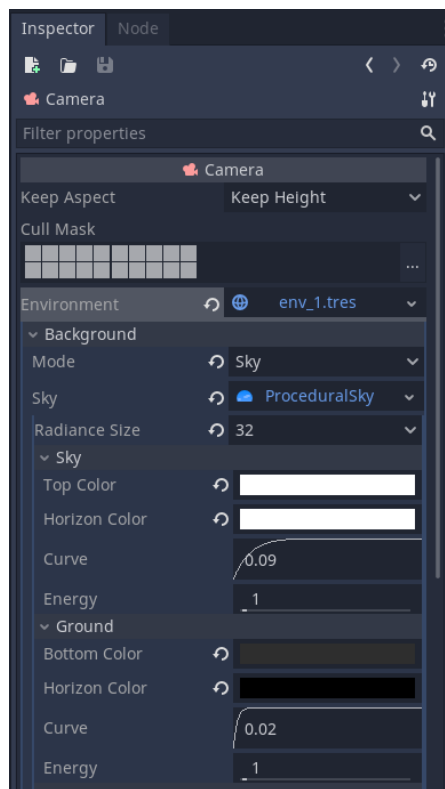 Inspector Node
Camera
Filter properties
Camera
Keep Aspect Keep Height
Cull Mask
...
Environment env_1.tres
Background
Mode Sky
Sky ProceduralSky
Radiance Size 32
Sky
Top Color
Horizon Color
Curve 0.09
Energy 1
Ground
Bottom Color
Horizon Color
Curve 0.02
Energy 1